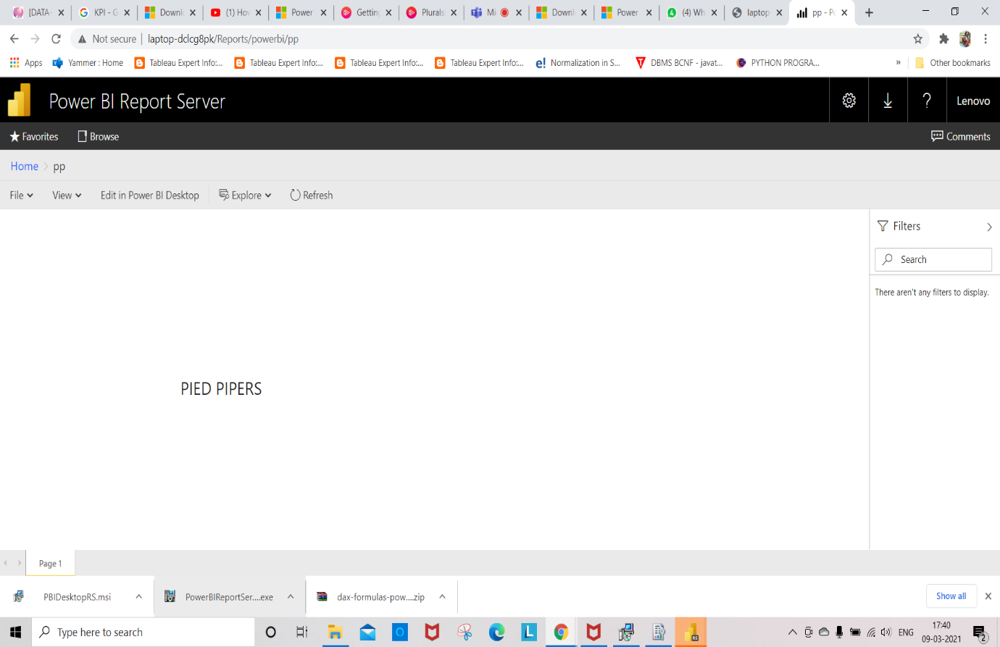 [DATA- KPI - G Downl (1) Hov Power Getting Plurals Mi Downl Power (4) Wh laptop pp - Po
Not secure | laptop-dclcg8pk/Reports/powerbi/pp
Apps Yammer : Home Tableau Expert Info:... Tableau Expert Info:... Tableau Expert Info:... Tableau Expert Info:... e! Normalization in S... DBMS BCNF - javat... PYTHON PROGRA... » Other bookmarks
Power BI Report Server ? Lenovo
Favorites Browse Comments
Home > pp
File View Edit in Power BI Desktop Explore Refresh
Filters
Search
There aren't any filters to display.
PIED PIPERS
Page 1
PBIDesktopRS.msi PowerBIReportSer....exe dax-formulas-pow....zip Show all
Type here to search L ENG 17:40
09-03-2021 2